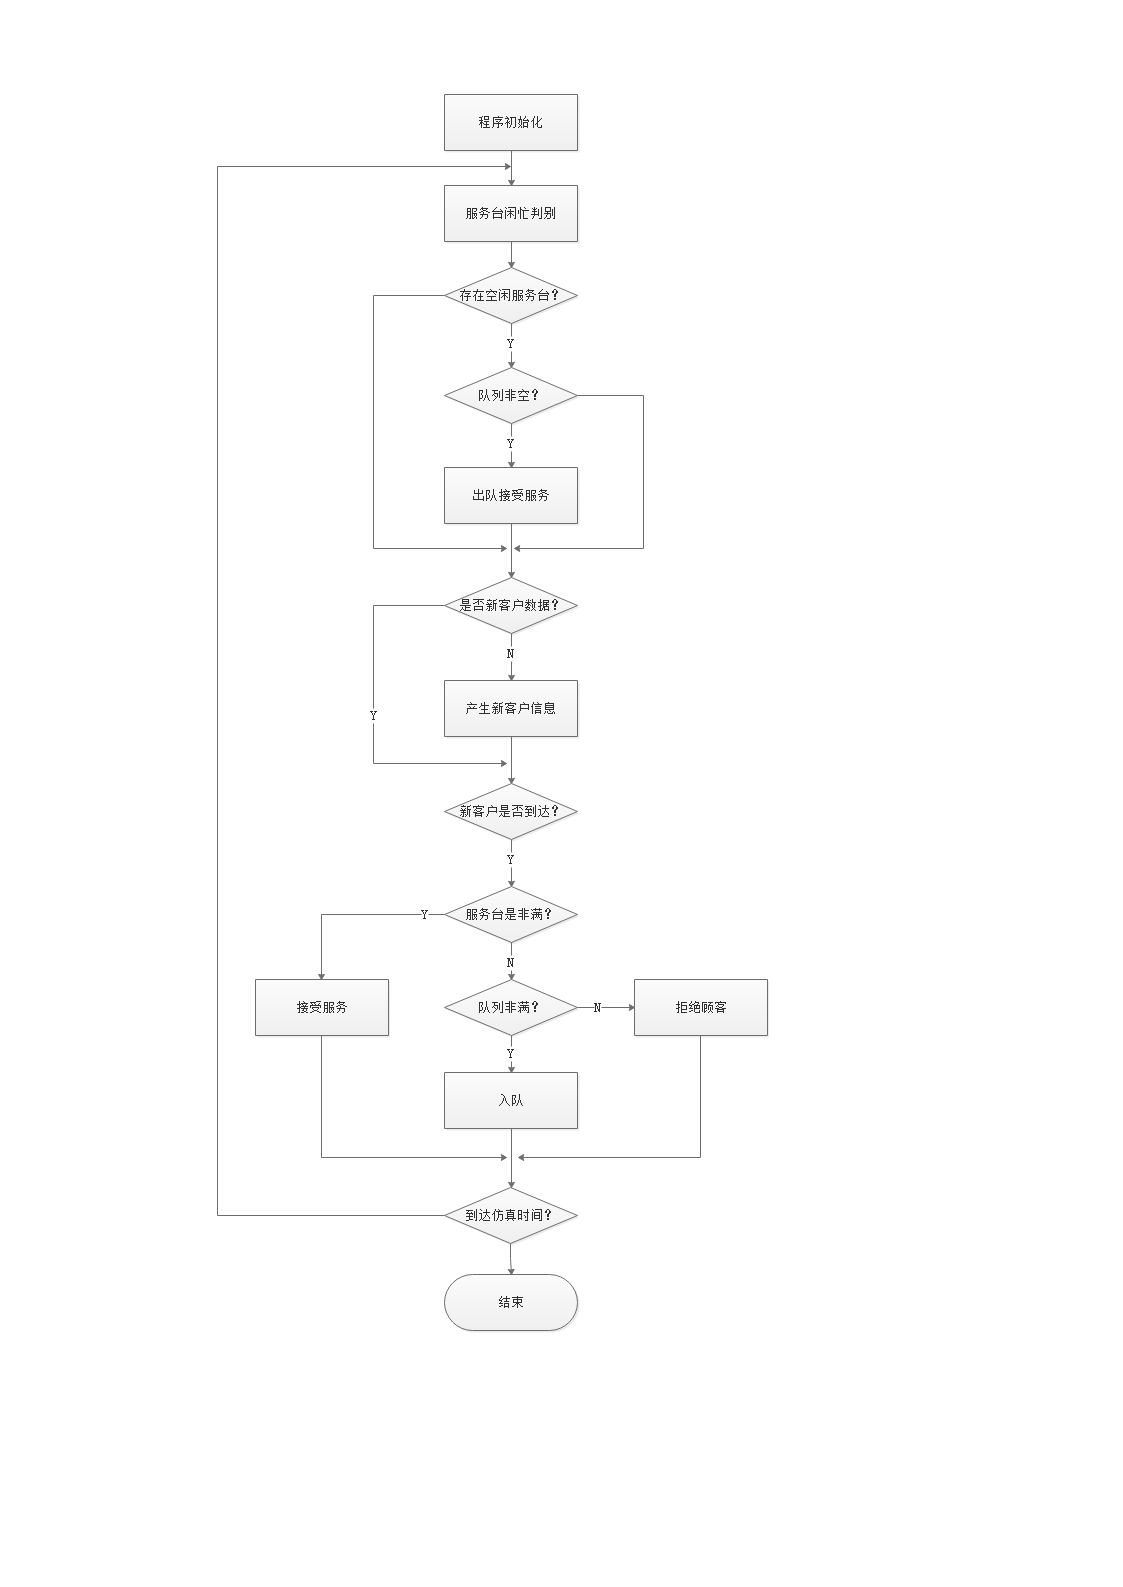 程序初始化
服务台闲忙判别
存在空闲服务台？
Y
队列非空？
Y
出队接受服务
是否新客户数据？
N
产生新客户信息
Y
新客户是否到达？
Y
Y
服务台是非满？
N
接受服务
队列非满？
N
拒绝顾客
Y
入队
到达仿真时间？
结束